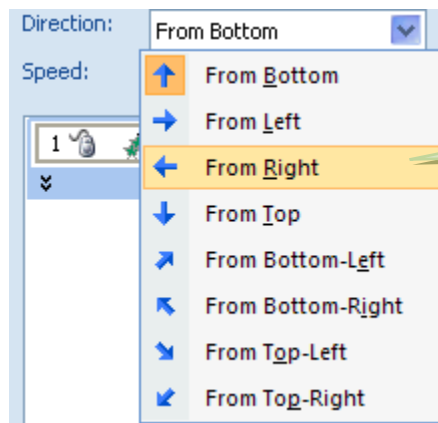 Direction:
From Bottom
Speed:
From Bottom
From Left
1
From Right
From Top
From Bottom-Left
From Bottom-Right
From Top-Left
From Top-Right